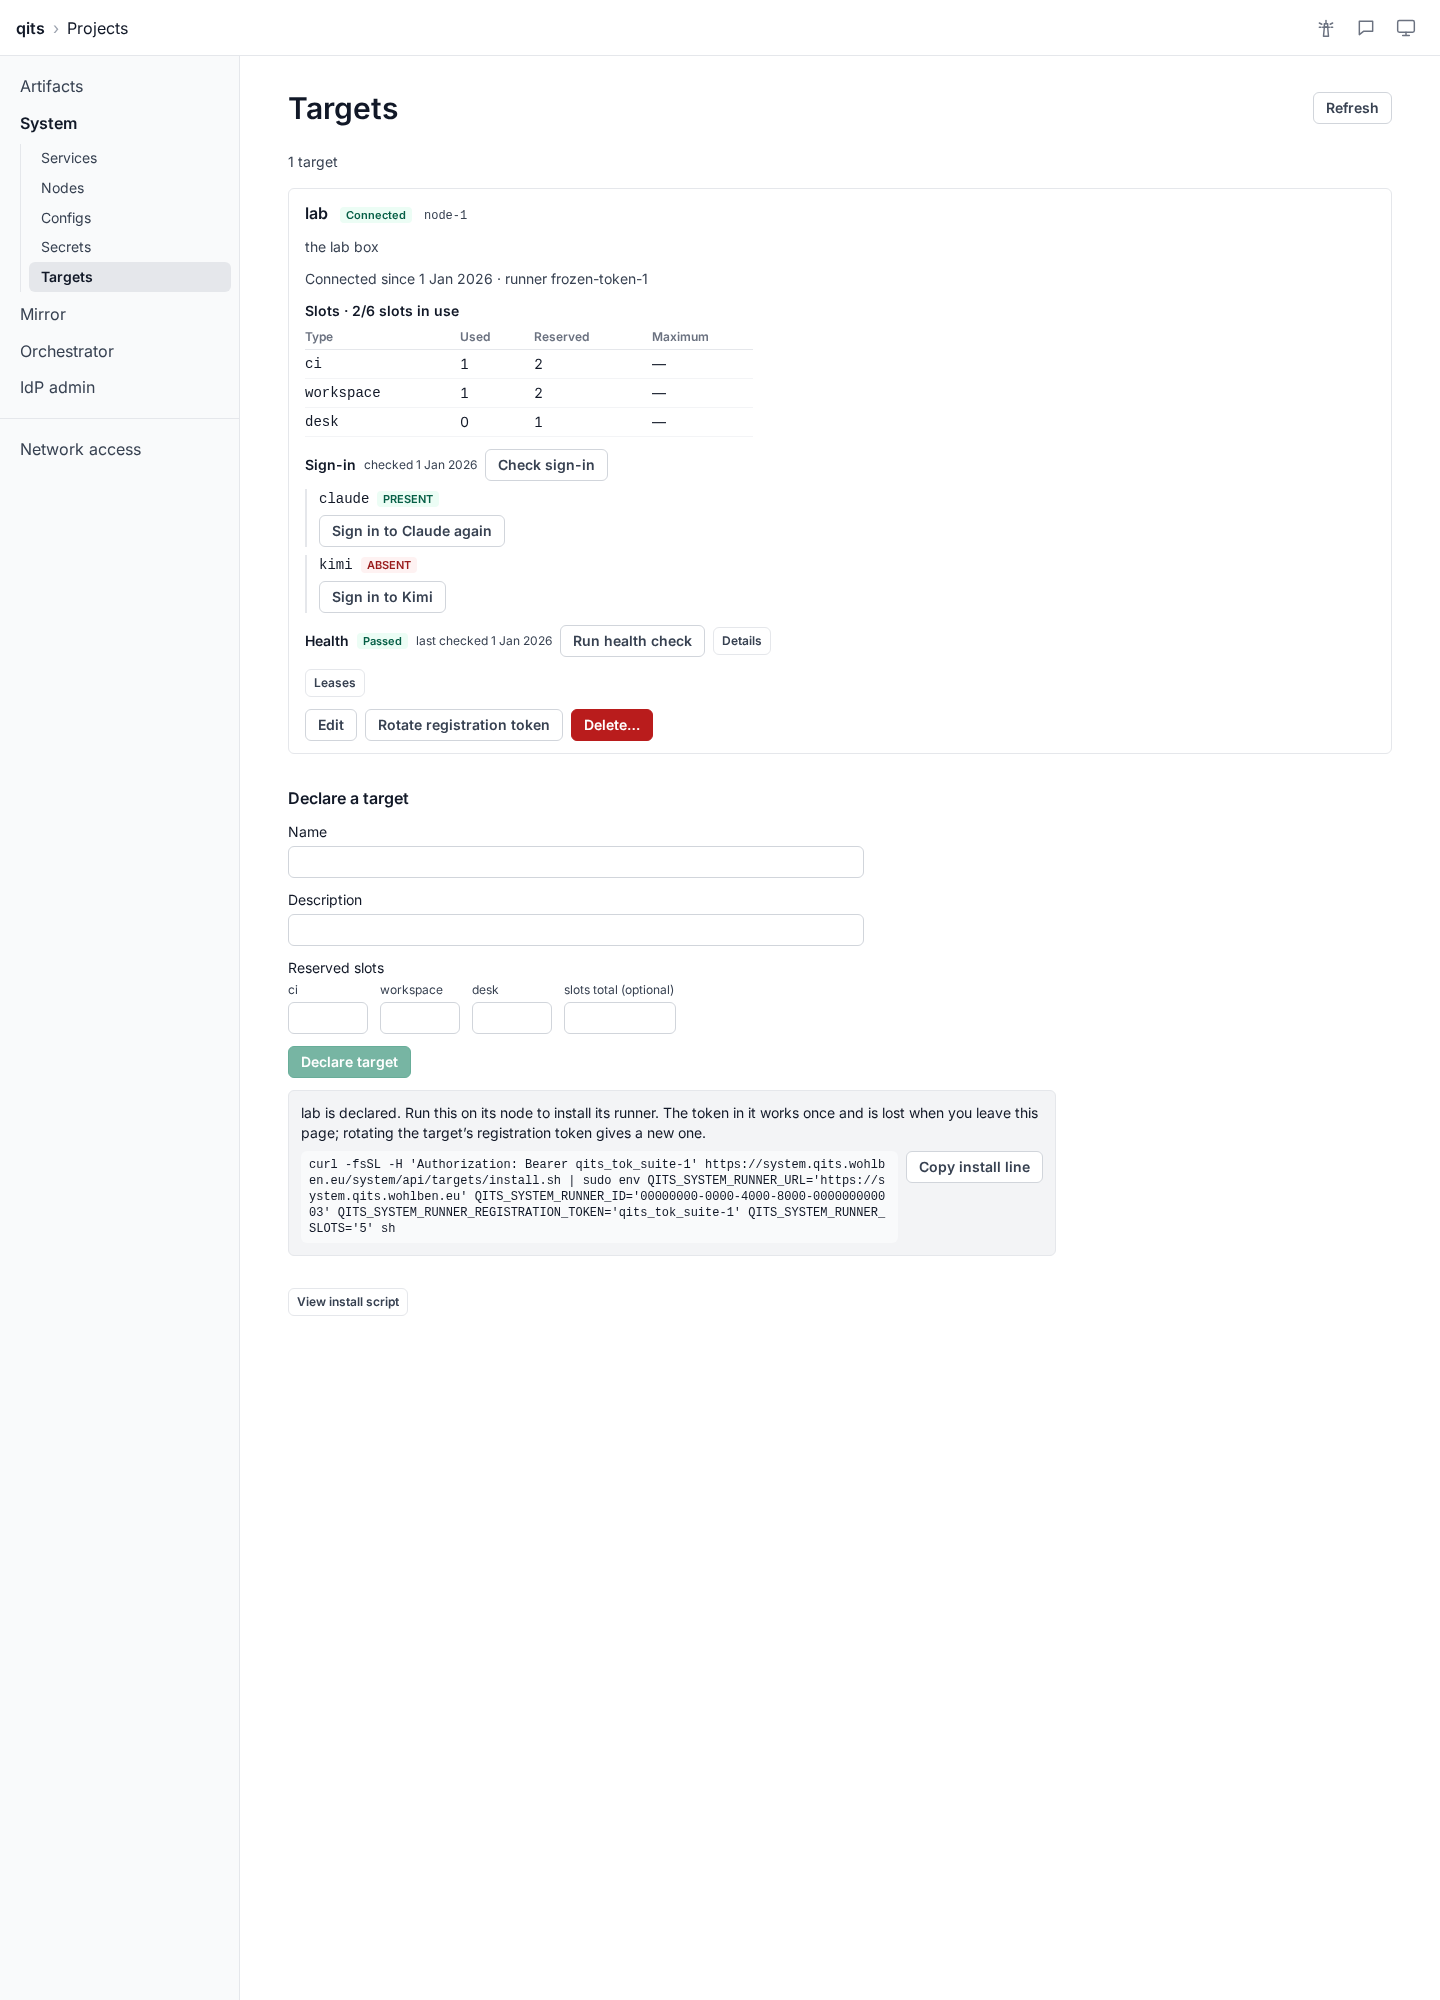 qits › Projects
Artifacts
System
Services
Nodes
Configs
Secrets
Targets
Mirror
Orchestrator
IdP admin
Network access
Targets
Refresh
1 target
lab Connected node-1
the lab box
Connected since 1 Jan 2026 · runner frozen-token-1
Slots · 2/6 slots in use
Type Used Reserved Maximum
ci 1 2 —
workspace 1 2 —
desk 0 1 —
Sign-in checked 1 Jan 2026 Check sign-in
claude PRESENT
Sign in to Claude again
kimi ABSENT
Sign in to Kimi
Health Passed last checked 1 Jan 2026 Run health check Details
Leases
Edit Rotate registration token Delete…
Declare a target
Name
Description
Reserved slots
ci workspace desk slots total (optional)
Declare target
lab is declared. Run this on its node to install its runner. The token in it works once and is lost when you leave this
page; rotating the target’s registration token gives a new one.
curl -fsSL -H 'Authorization: Bearer qits_tok_suite-1' https://system.qits.wohlb
en.eu/system/api/targets/install.sh | sudo env QITS_SYSTEM_RUNNER_URL='https://s
ystem.qits.wohlben.eu' QITS_SYSTEM_RUNNER_ID='00000000-0000-4000-8000-0000000000
03' QITS_SYSTEM_RUNNER_REGISTRATION_TOKEN='qits_tok_suite-1' QITS_SYSTEM_RUNNER_
SLOTS='5' sh
Copy install line
View install script